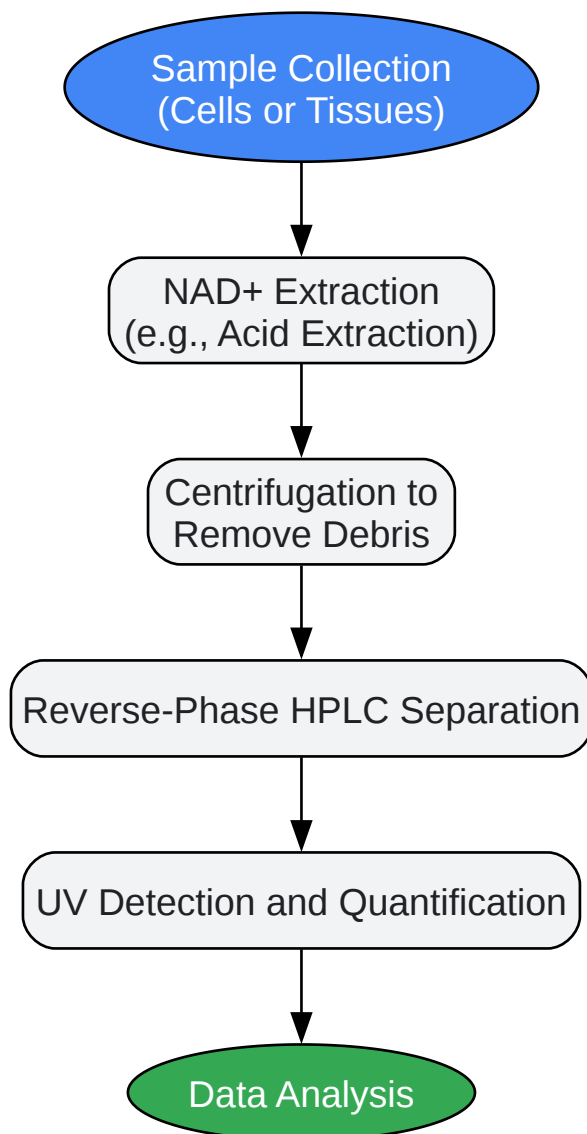 Sample Collection
(Cells or Tissues)
NAD+ Extraction
(e.g., Acid Extraction)
Centrifugation to
Remove Debris
Reverse-Phase HPLC Separation
UV Detection and Quantification
Data Analysis